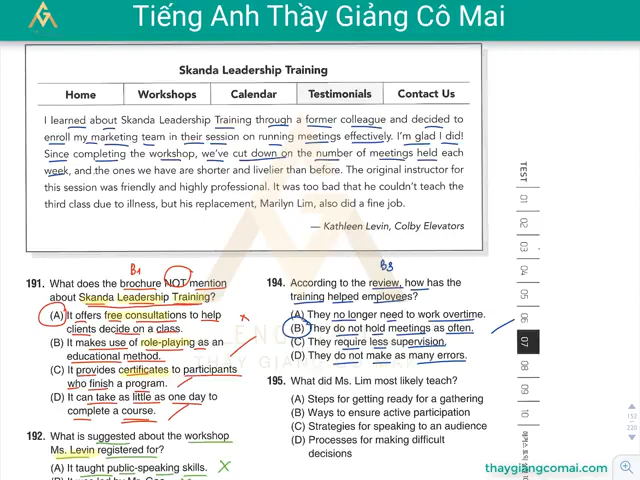 Tiếng Anh Thầy Giảng Cô Mai
Skanda Leadership Training
Home Workshops Calendar Testimonials Contact Us
I learned about Skanda Leadership Training through a former colleague and decided to
enroll my marketing team in their session on running meetings effectively. I'm glad I did!
Since completing the workshop, we've cut down on the number of meetings held each
week, and the ones we have are shorter and livelier than before. The original instructor for
this session was friendly and highly professional. It was too bad that he couldn't teach the
third class due to illness, but his replacement, Marilyn Lim, also did a fine job.
— Kathleen Levin, Colby Elevators
B1
191. What does the brochure NOT mention
about Skanda Leadership Training?
(A) It offers free consultations to help
clients decide on a class.
(B) It makes use of role-playing as an
educational method.
(C) It provides certificates to participants
who finish a program.
(D) It can take as little as one day to
complete a course.
192. What is suggested about the workshop
Ms. Levin registered for?
(A) It taught public-speaking skills.
B3
194. According to the review, how has the
training helped employees?
(A) They no longer need to work overtime.
(B) They do not hold meetings as often.
(C) They require less supervision.
(D) They do not make as many errors.
195. What did Ms. Lim most likely teach?
(A) Steps for getting ready for a gathering
(B) Ways to ensure active participation
(C) Strategies for speaking to an audience
(D) Processes for making difficult
decisions
TEST
01
02
03
04
05
06
07
08
09
10
152
220
thaygiangcomai.com